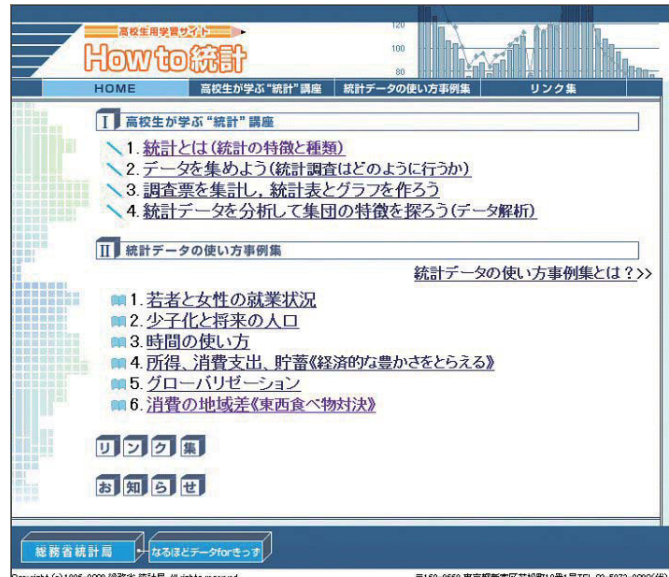 高校生用学習サイト
How to 統計
120
100
80
HOME 高校生が学ぶ“統計”講座 統計データの使い方事例集 リンク集
I 高校生が学ぶ“統計”講座
1. 統計とは(統計の特徴と種類)
2. データを集めよう(統計調査はどのように行うか)
3. 調査票を集計し、統計表とグラフを作ろう
4. 統計データを分析して集団の特徴を探ろう(データ解析)
II 統計データの使い方事例集
統計データの使い方事例集とは?>>
1. 若者と女性の就業状況
2. 少子化と将来の人口
3. 時間の使い方
4. 所得、消費支出、貯蓄《経済的な豊かさをとらえる》
5. グローバリゼーション
6. 消費の地域差《東西食べ物対決》
リンク集
お知らせ
総務省統計局 なるほどデータforきっず